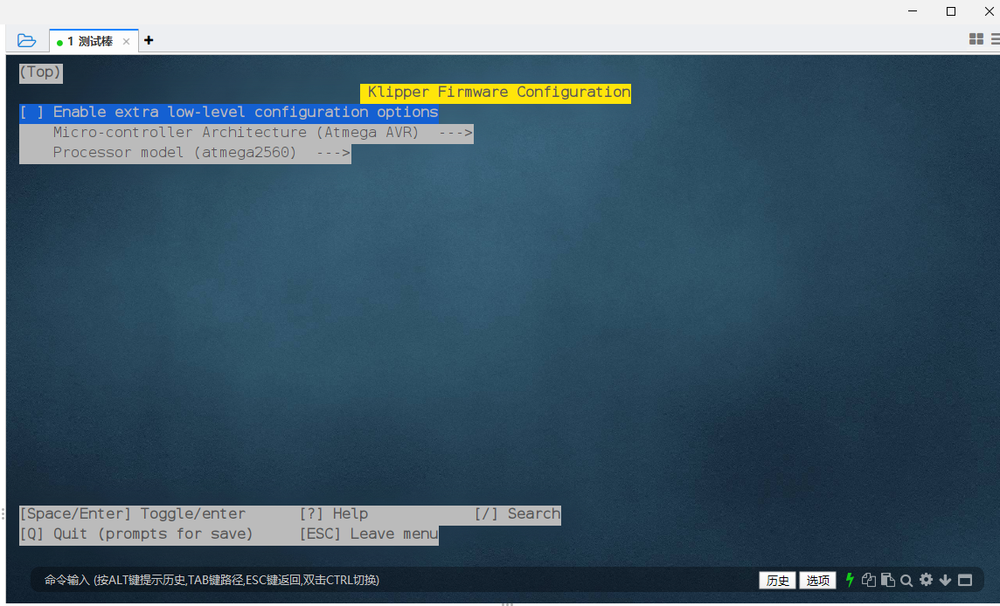 1 测试棒
(Top)
Klipper Firmware Configuration
[ ] Enable extra low-level configuration options
Micro-controller Architecture (Atmega AVR)  --->
Processor model (atmega2560)  --->
[Space/Enter] Toggle/enter      [?] Help            [/] Search
[Q] Quit (prompts for save)     [ESC] Leave menu
命令输入 (按ALT键提示历史,TAB键路径,ESC键返回,双击CTRL切换) 历史 选项